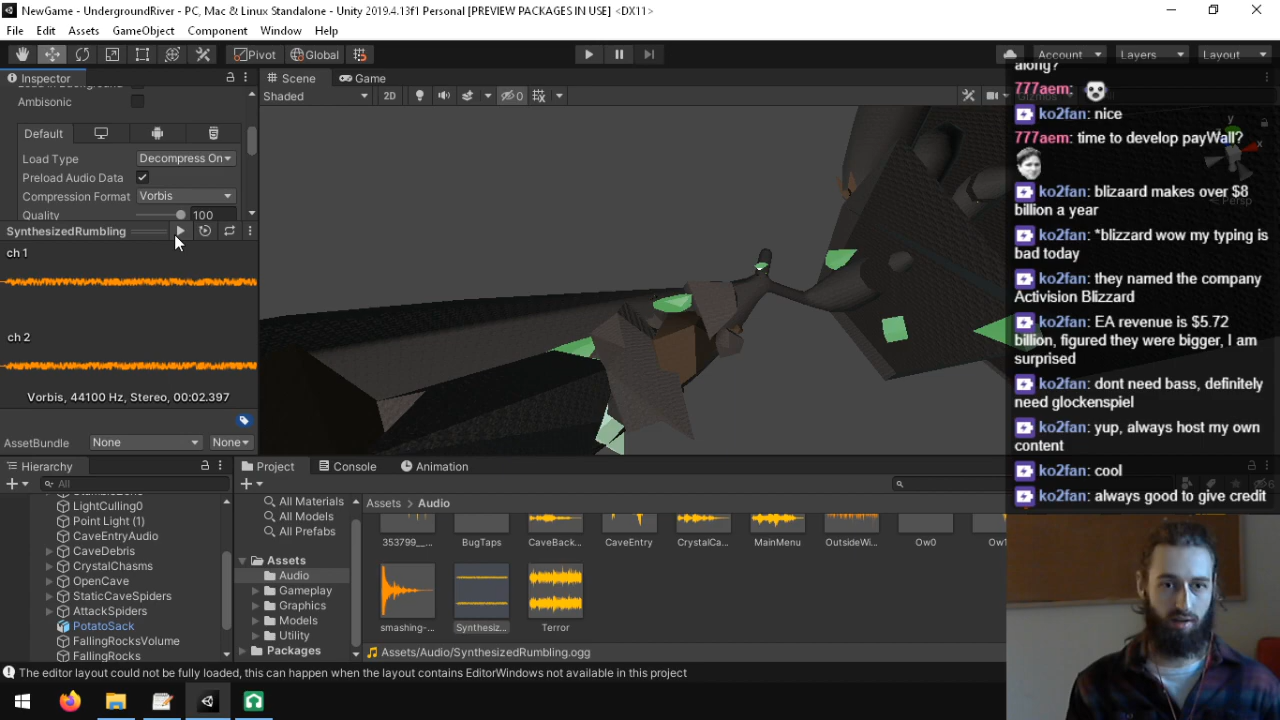 NewGame - UndergroundRiver - PC, Mac & Linux Standalone - Unity 2019.4.13f1 Personal [PREVIEW PACKAGES IN USE] <DX11>
File Edit Assets GameObject Component Window Help
Pivot Global Account Layers Layout
Inspector
Scene Game
Shaded 2D 0
Ambisonic
Default
Load Type Decompress On
Preload Audio Data
Compression Format Vorbis
Quality 100
SynthesizedRumbling
ch 1
ch 2
Vorbis, 44100 Hz, Stereo, 00:02.397
AssetBundle None None
y
x
Persp
along?
777aem:
ko2fan: nice
777aem: time to develop payWall?
ko2fan: blizaard makes over $8
billion a year
ko2fan: *blizzard wow my typing is
bad today
ko2fan: they named the company
Activision Blizzard
ko2fan: EA revenue is $5.72
billion, figured they were bigger, I am
surprised
ko2fan: dont need bass, definitely
need glockenspiel
ko2fan: yup, always host my own
content
ko2fan: cool
ko2fan: always good to give credit
Hierarchy
All
LightCulling0
Point Light (1)
CaveEntryAudio
CaveDebris
CrystalChasms
OpenCave
StaticCaveSpiders
AttackSpiders
PotatoSack
FallingRocksVolume
FallingRocks
Project Console Animation
All Materials
All Models
All Prefabs
Assets
Audio
Gameplay
Graphics
Models
Utility
Packages
Assets > Audio
353799__... BugTaps CaveBack... CaveEntry CrystalCa... MainMenu OutsideWi... Ow0
smashing-... Synthesiz... Terror
Assets/Audio/SynthesizedRumbling.ogg
The editor layout could not be fully loaded, this can happen when the layout contains EditorWindows not available in this project